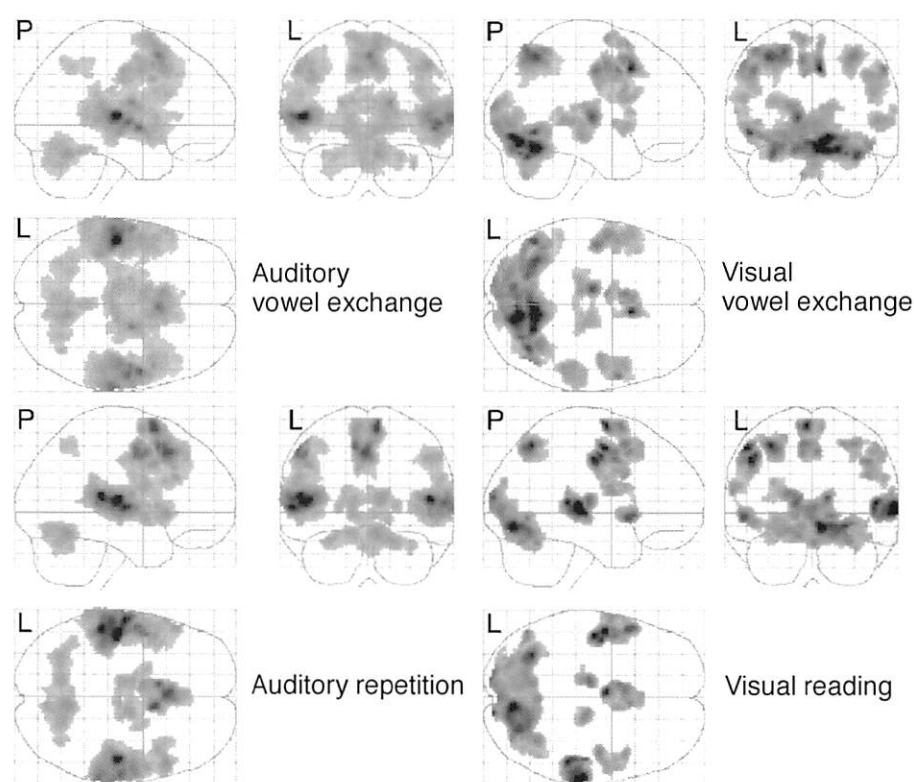 P
L
P
L
L
Auditory
vowel exchange
L
Visual
vowel exchange
P
L
P
L
L
Auditory repetition
L
Visual reading